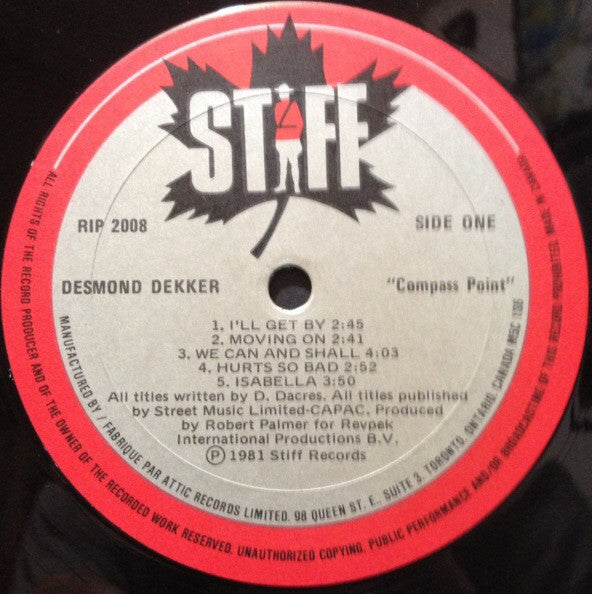 STIFF
RIP 2008
SIDE ONE
DESMOND DEKKER
"Compass Point"
1. I'LL GET BY 2:45
2. MOVING ON 2:41
3. WE CAN AND SHALL 4:03
4. HURTS SO BAD 2:52
5. ISABELLA 3:50
All titles written by D. Dacres. All titles published
by Street Music Limited-CAPAC. Produced
by Robert Palmer for Revpek
International Productions B.V.
℗ 1981 Stiff Records
MANUFACTURED BY / FABRIQUE PAR ATTIC RECORDS LIMITED. 98 QUEEN ST. E., SUITE 3, TORONTO, ONTARIO, CANADA M5C 1S6
ALL RIGHTS OF THE RECORD PRODUCER AND OF THE OWNER OF THE RECORDED WORK RESERVED. UNAUTHORIZED COPYING, PUBLIC PERFORMANCE AND/OR BROADCASTING OF THIS RECORD PROHIBITED. MADE IN CANADA